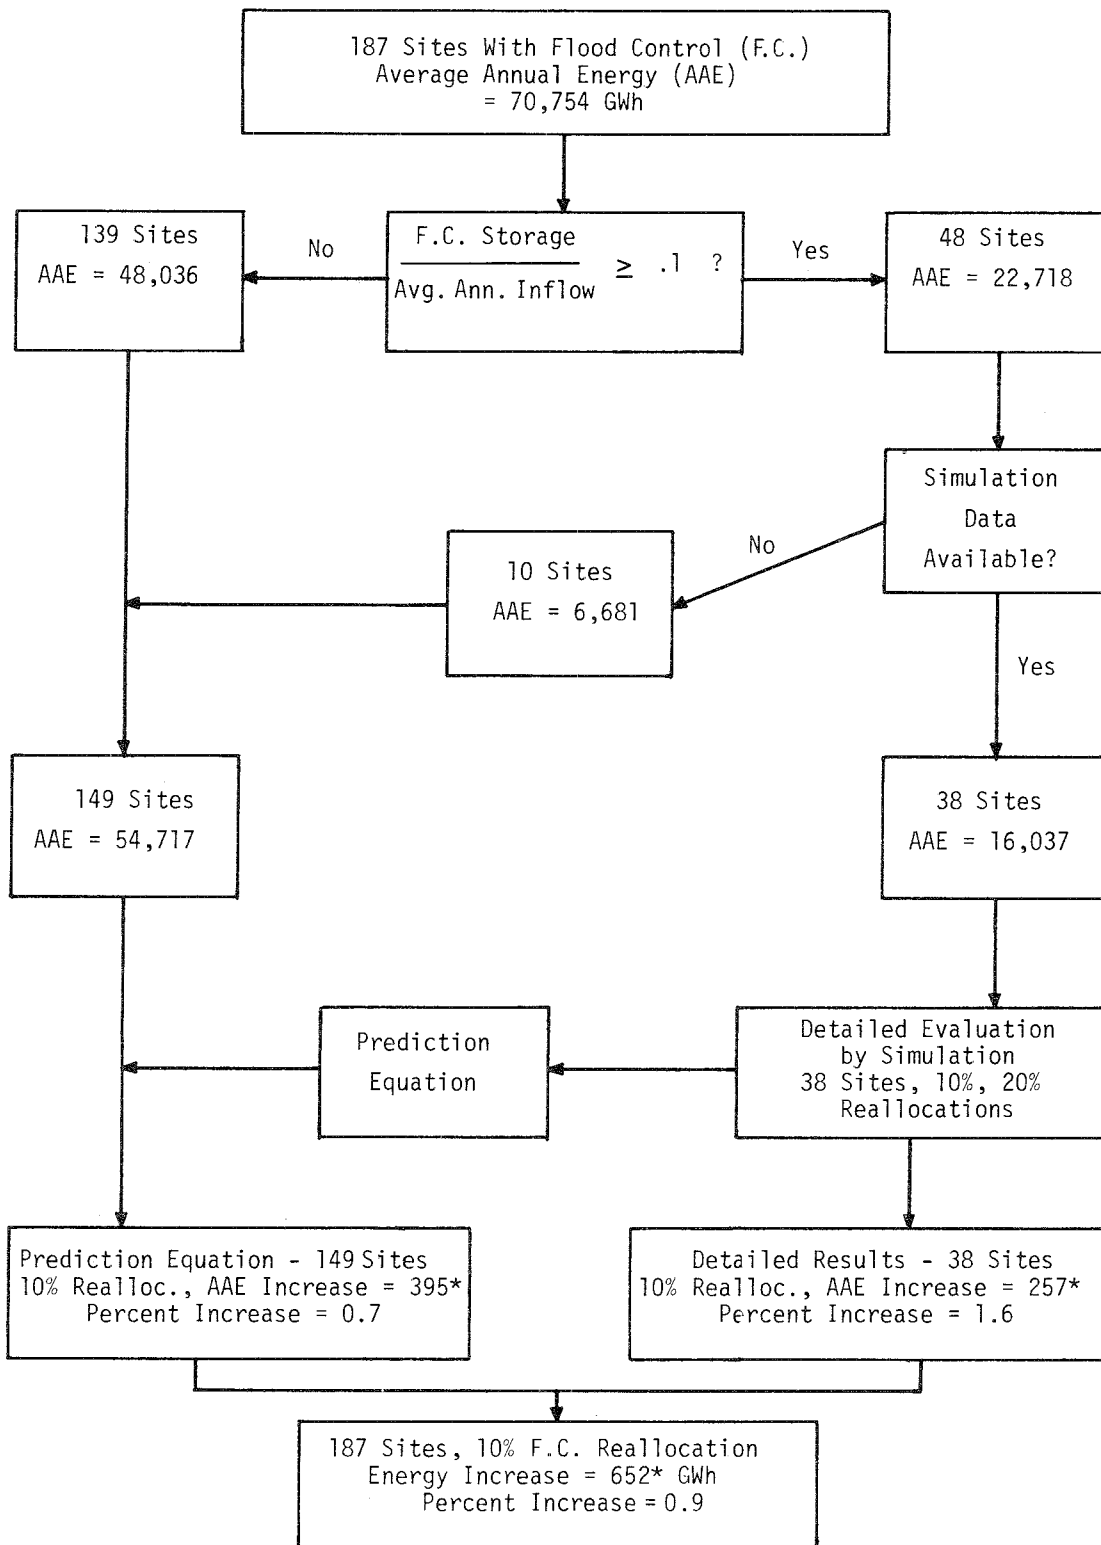 187 Sites With Flood Control (F.C.)
Average Annual Energy (AAE)
= 70,754 GWh
139 Sites
AAE = 48,036
No
F.C. Storage
Avg. Ann. Inflow
≥ .1 ?
Yes
48 Sites
AAE = 22,718
Simulation
Data
Available?
No
10 Sites
AAE = 6,681
Yes
149 Sites
AAE = 54,717
38 Sites
AAE = 16,037
Prediction
Equation
Detailed Evaluation
by Simulation
38 Sites, 10%, 20%
Reallocations
Prediction Equation - 149 Sites
10% Realloc., AAE Increase = 395*
Percent Increase = 0.7
Detailed Results - 38 Sites
10% Realloc., AAE Increase = 257*
Percent Increase = 1.6
187 Sites, 10% F.C. Reallocation
Energy Increase = 652* GWh
Percent Increase = 0.9